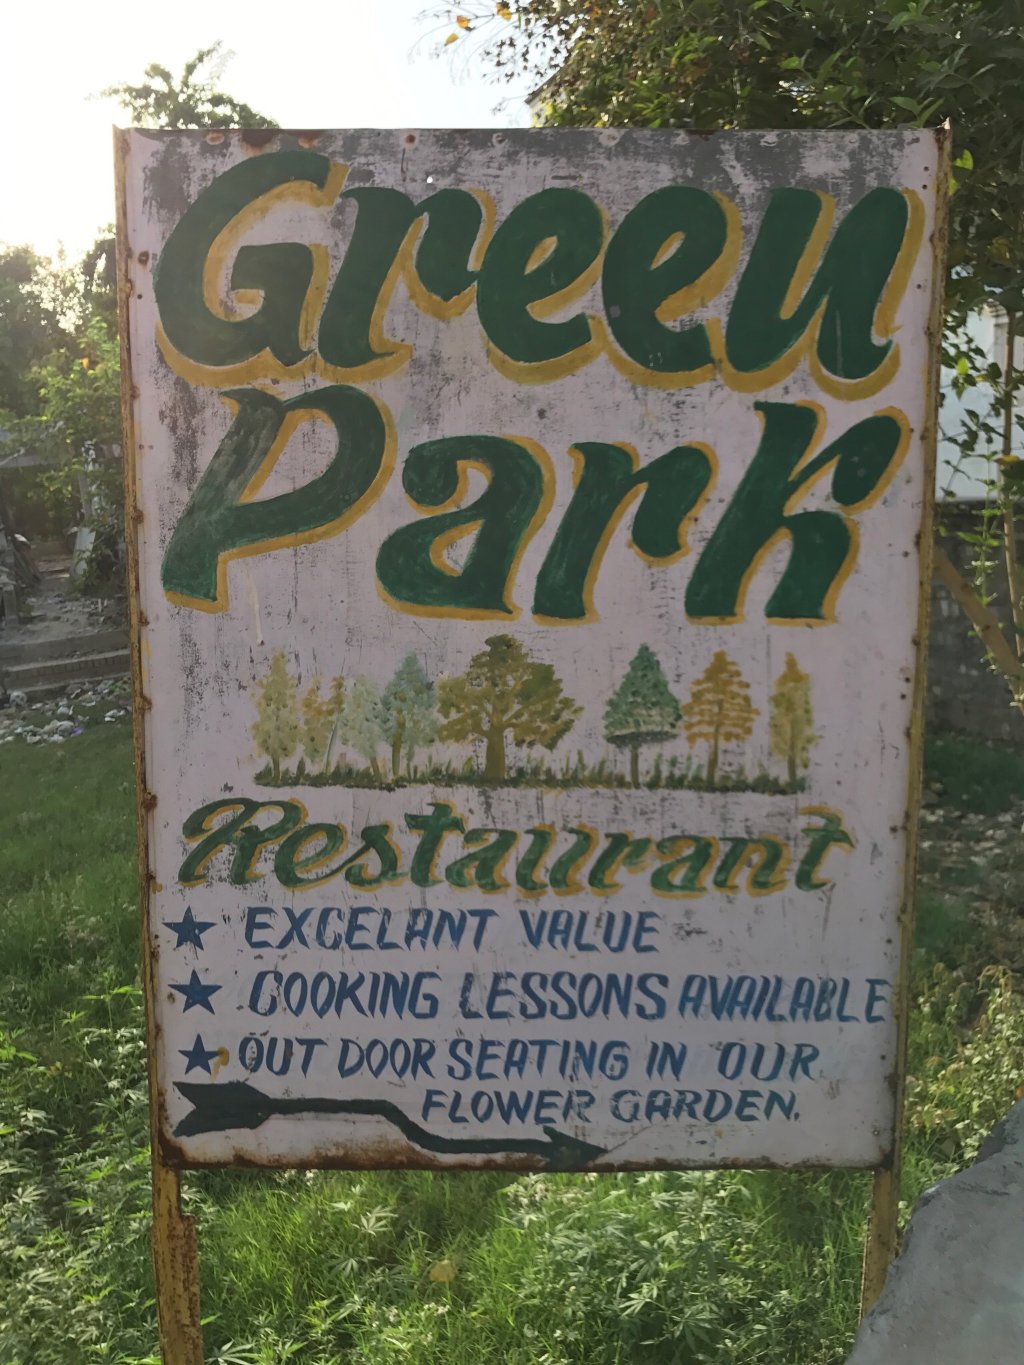 Green
Park
Restaurant
★ EXCELANT VALUE
★ COOKING LESSONS AVAILABLE
★ OUT DOOR SEATING IN OUR
FLOWER GARDEN.